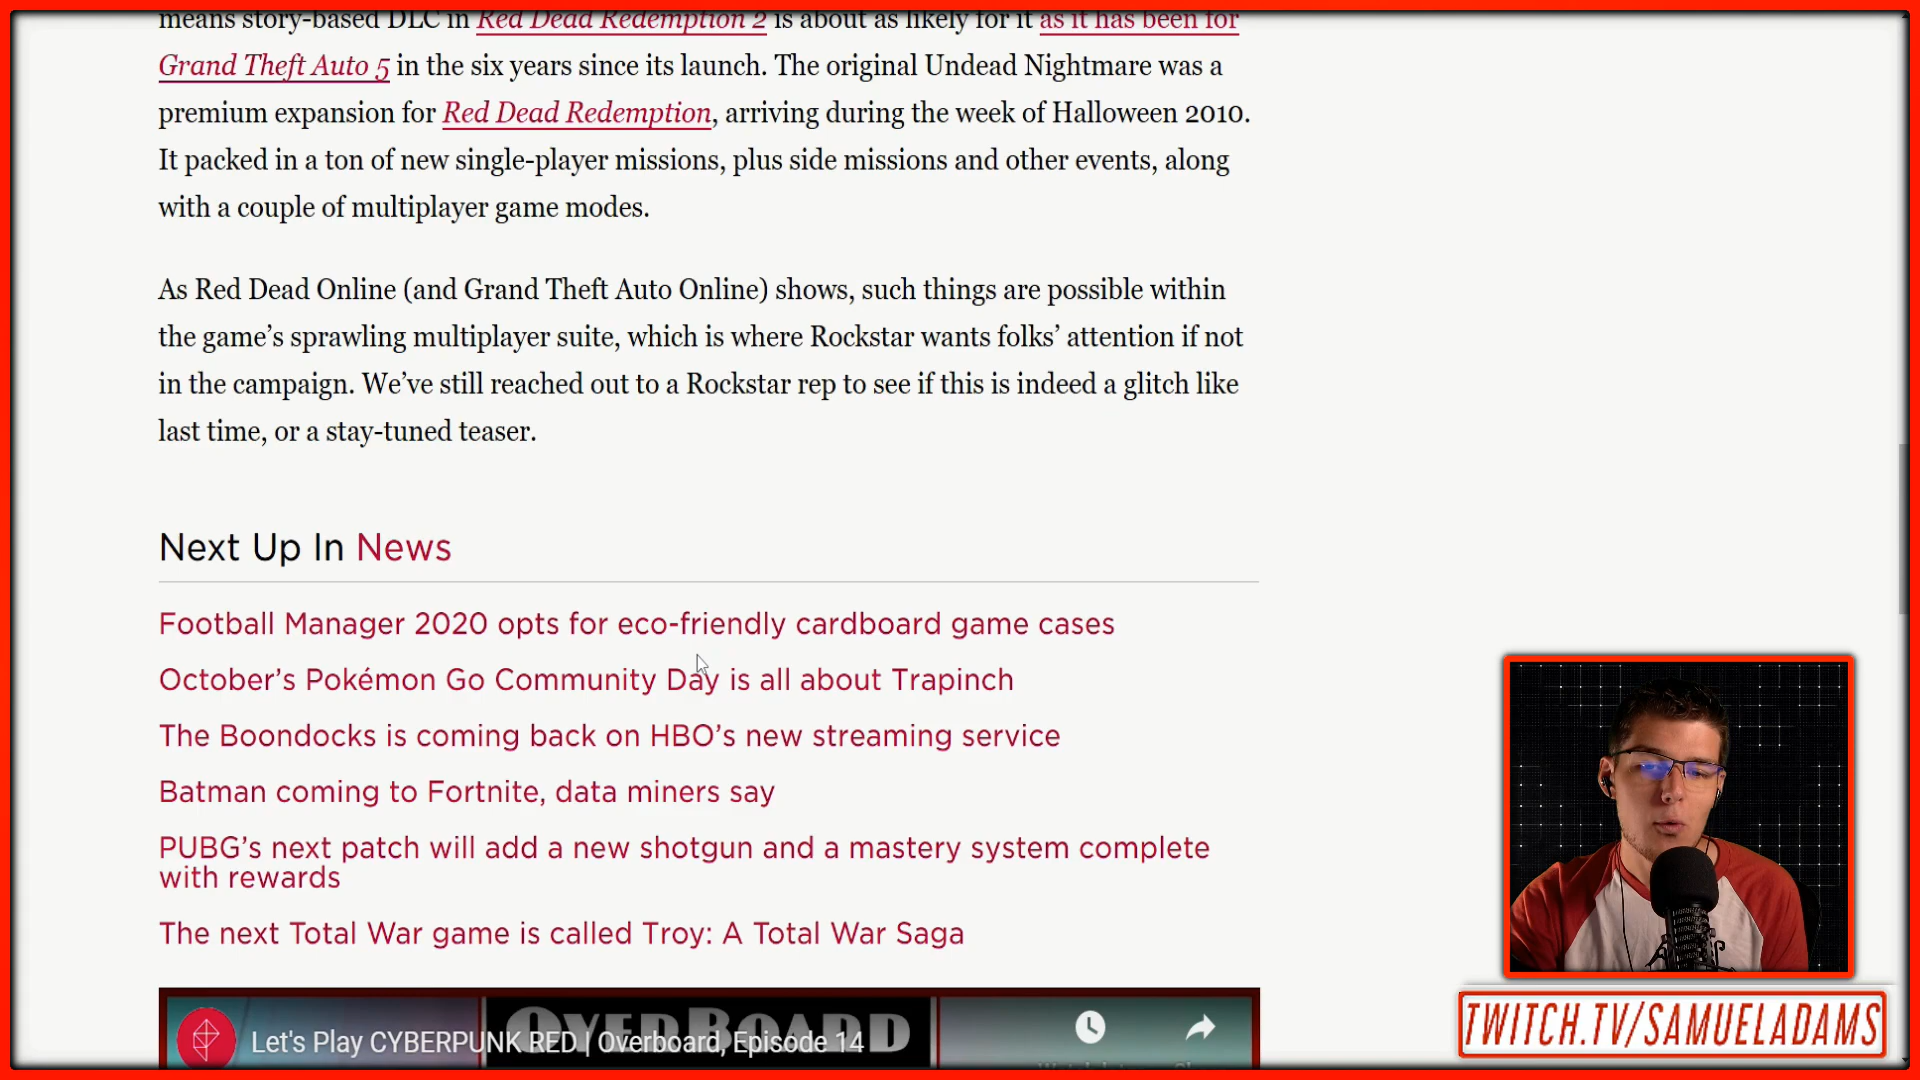 means story-based DLC in Red Dead Redemption 2 is about as likely for it as it has been for
Grand Theft Auto 5 in the six years since its launch. The original Undead Nightmare was a
premium expansion for Red Dead Redemption, arriving during the week of Halloween 2010.
It packed in a ton of new single-player missions, plus side missions and other events, along
with a couple of multiplayer game modes.
As Red Dead Online (and Grand Theft Auto Online) shows, such things are possible within
the game’s sprawling multiplayer suite, which is where Rockstar wants folks’ attention if not
in the campaign. We’ve still reached out to a Rockstar rep to see if this is indeed a glitch like
last time, or a stay-tuned teaser.
Next Up In News
Football Manager 2020 opts for eco-friendly cardboard game cases
October’s Pokémon Go Community Day is all about Trapinch
The Boondocks is coming back on HBO’s new streaming service
Batman coming to Fortnite, data miners say
PUBG’s next patch will add a new shotgun and a mastery system complete
with rewards
The next Total War game is called Troy: A Total War Saga
OVERBOARD
Let's Play CYBERPUNK RED | Overboard, Episode 14
TWITCH.TV/SAMUELADAMS